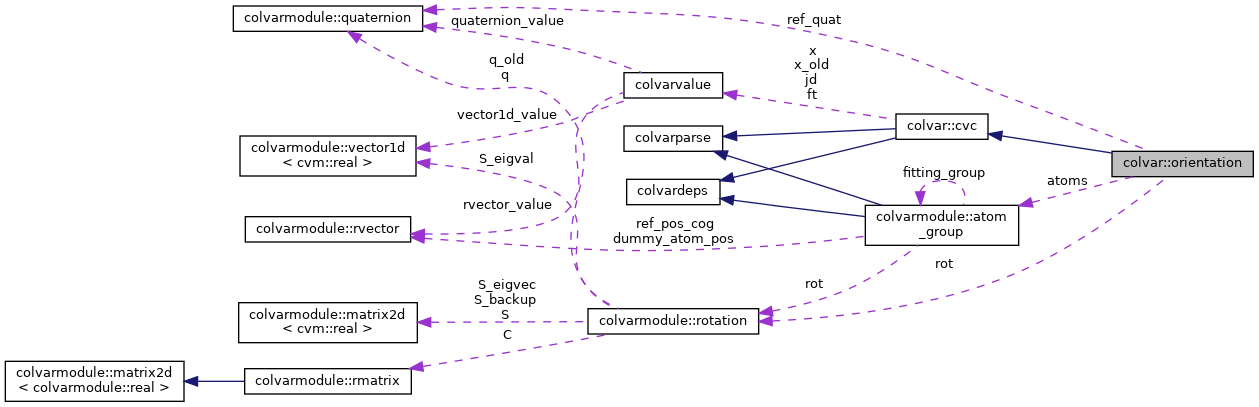 colvarmodule::quaternion
quaternion_value
ref_quat
q_old
q
colvarvalue
x
x_old
jd
ft
vector1d_value
colvarmodule::vector1d
< cvm::real >
S_eigval
colvarparse
colvar::cvc
colvar::orientation
colvardeps
fitting_group
atoms
rvector_value
colvarmodule::rvector
ref_pos_cog
dummy_atom_pos
colvarmodule::atom
_group
rot
rot
S_eigvec
S_backup
S
colvarmodule::matrix2d
< cvm::real >
colvarmodule::rotation
C
colvarmodule::matrix2d
< colvarmodule::real >
colvarmodule::rmatrix